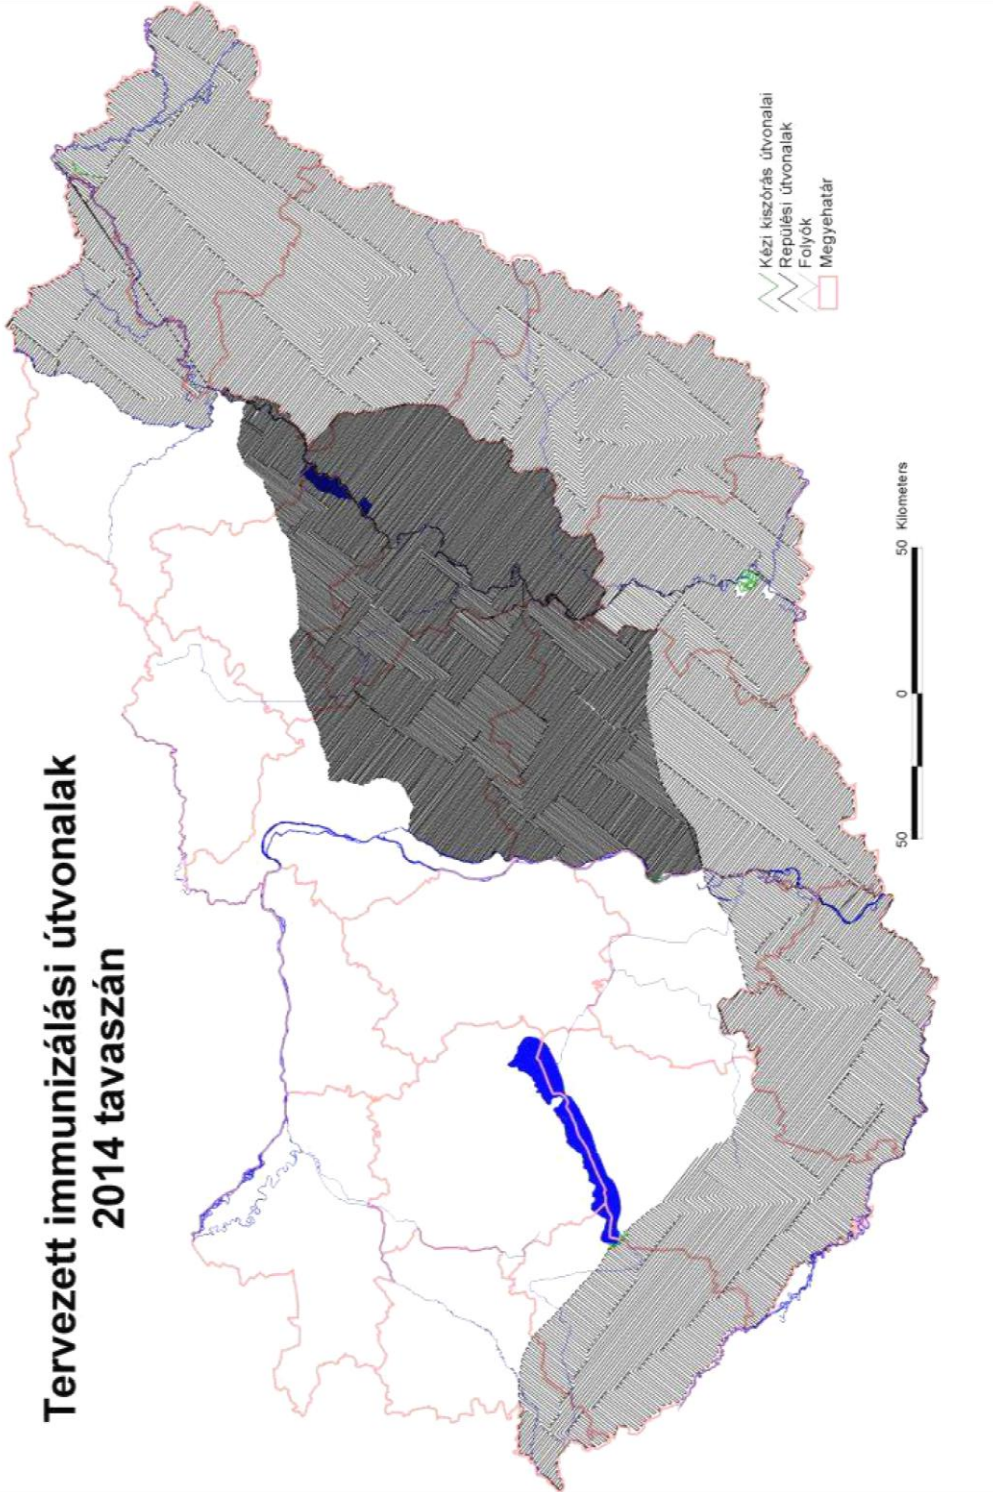 Tervezett immunizálási útvonalak
2014 tavaszán
Kézi kiszórás útvonalai
Repülési útvonalak
Folyók
Megyehatár
50 0 50 Kilometers